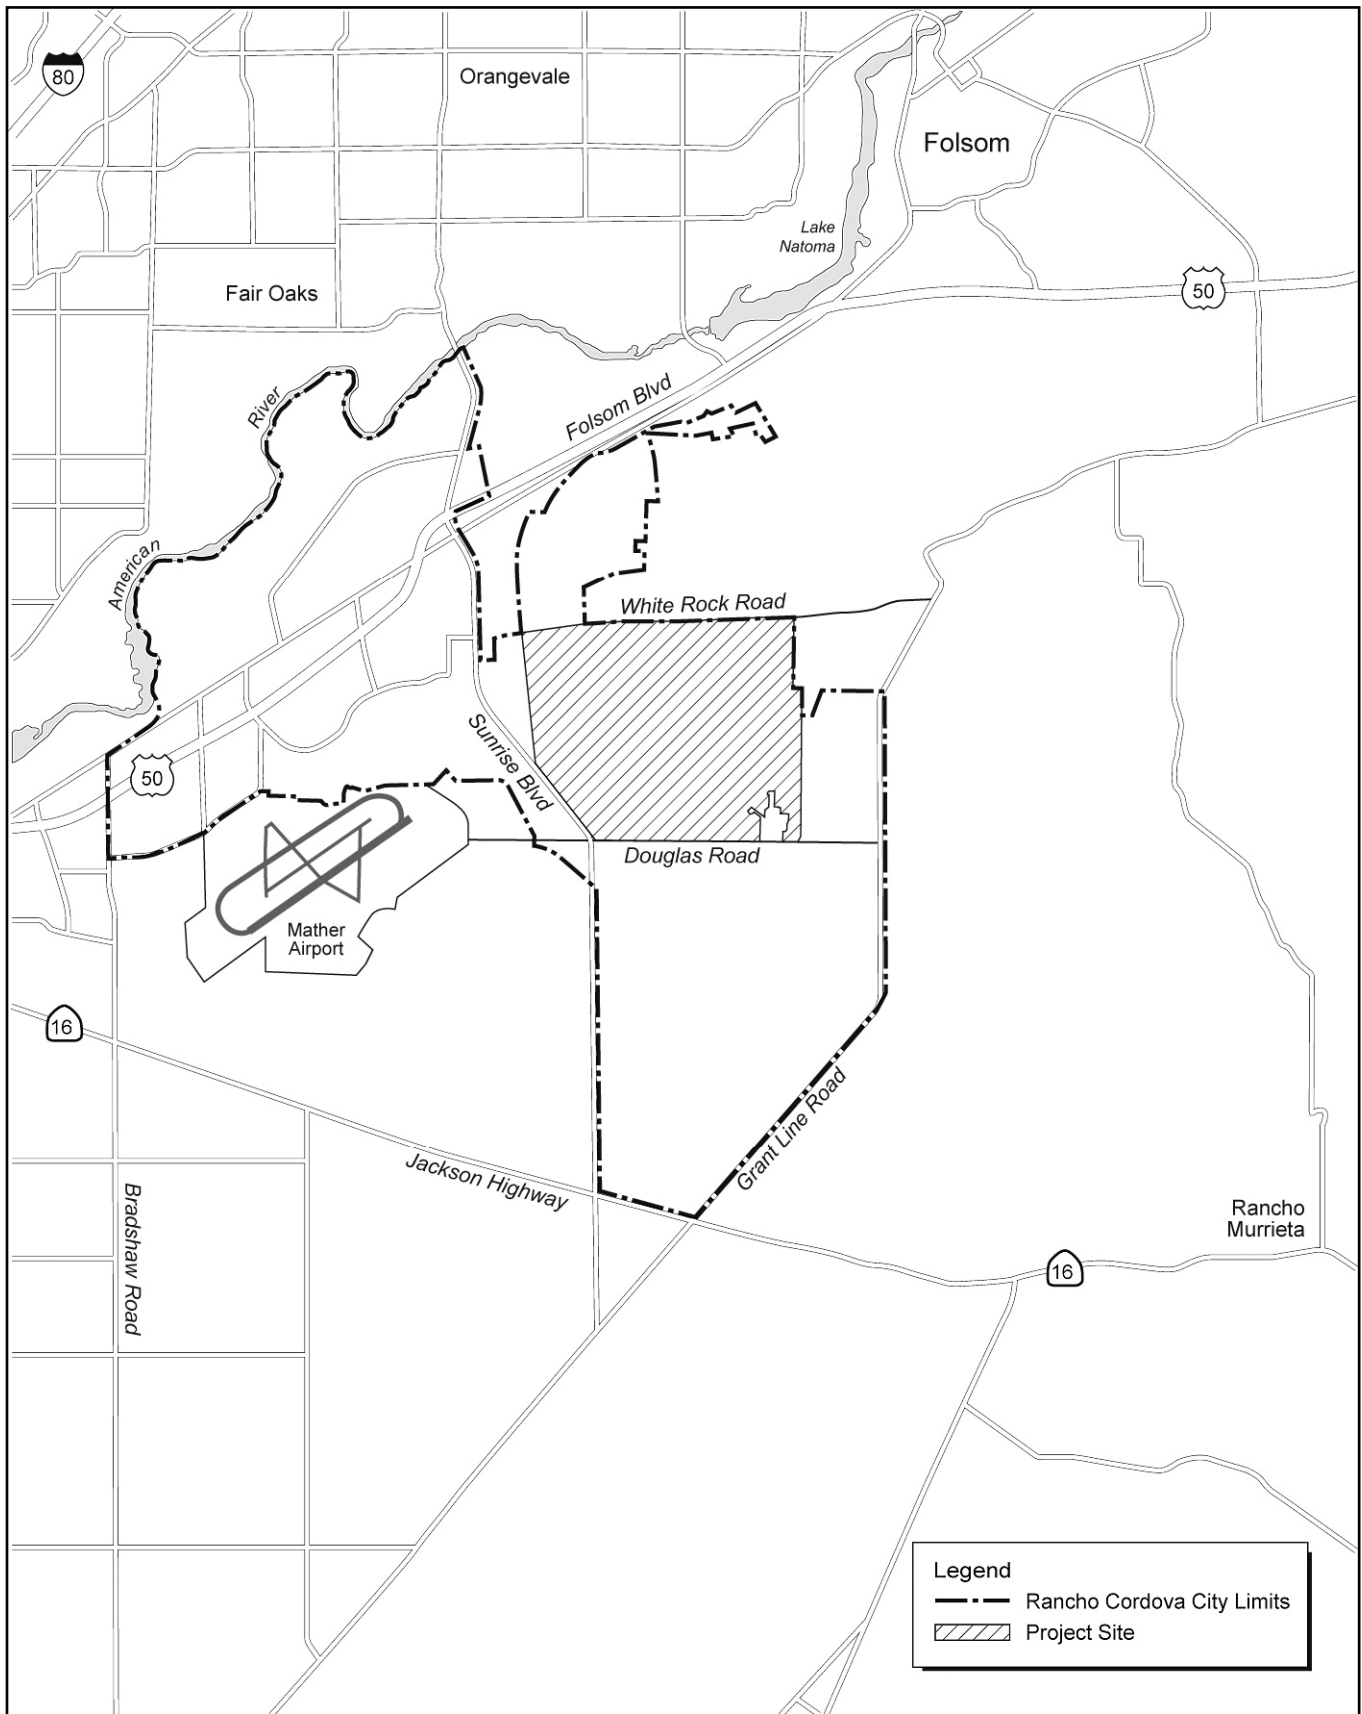 80
Orangevale
Folsom
Lake
Natoma
Fair Oaks
50
River
Folsom Blvd
American
White Rock Road
Sunrise Blvd
50
Douglas Road
Mather
Airport
16
Grant Line Road
Jackson Highway
Bradshaw Road
Rancho
Murrieta
16
Legend
Rancho Cordova City Limits
Project Site